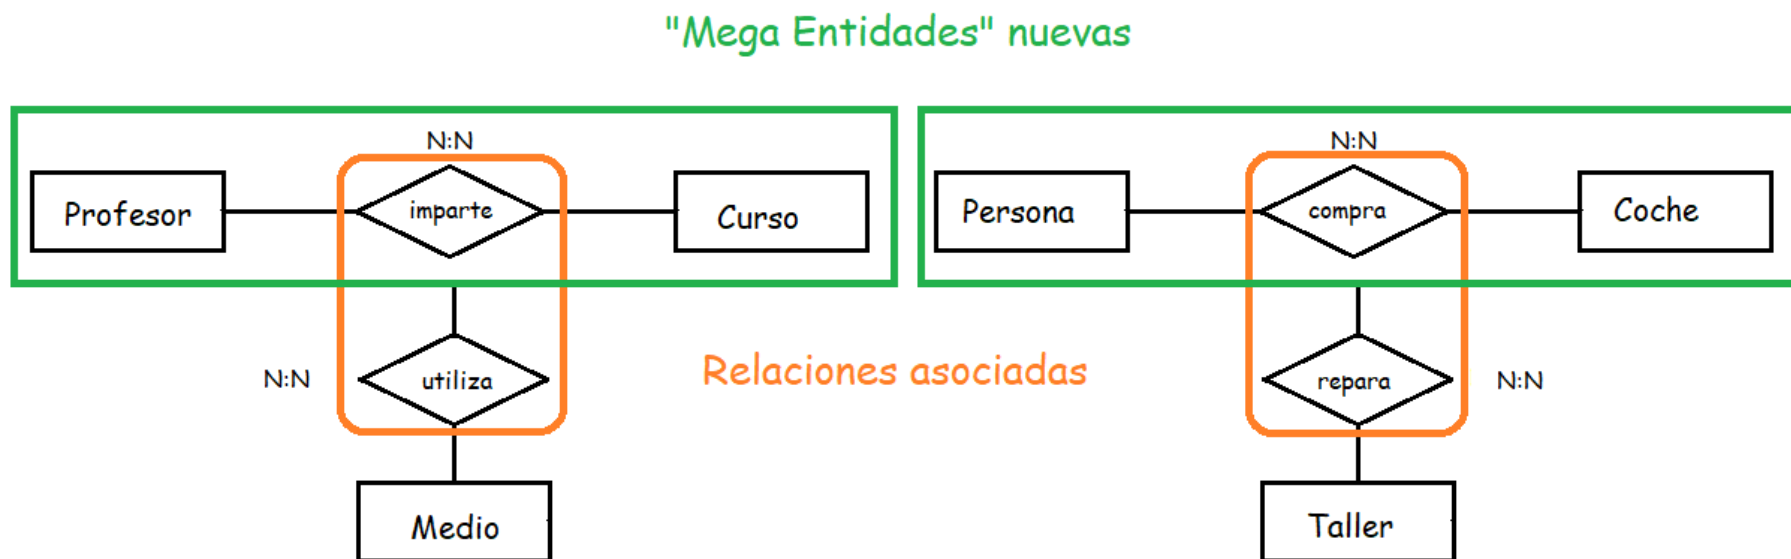 "Mega Entidades" nuevas
N:N
N:N
Profesor
imparte
Curso
Persona
compra
Coche
N:N
utiliza
Relaciones asociadas
repara
N:N
Medio
Taller